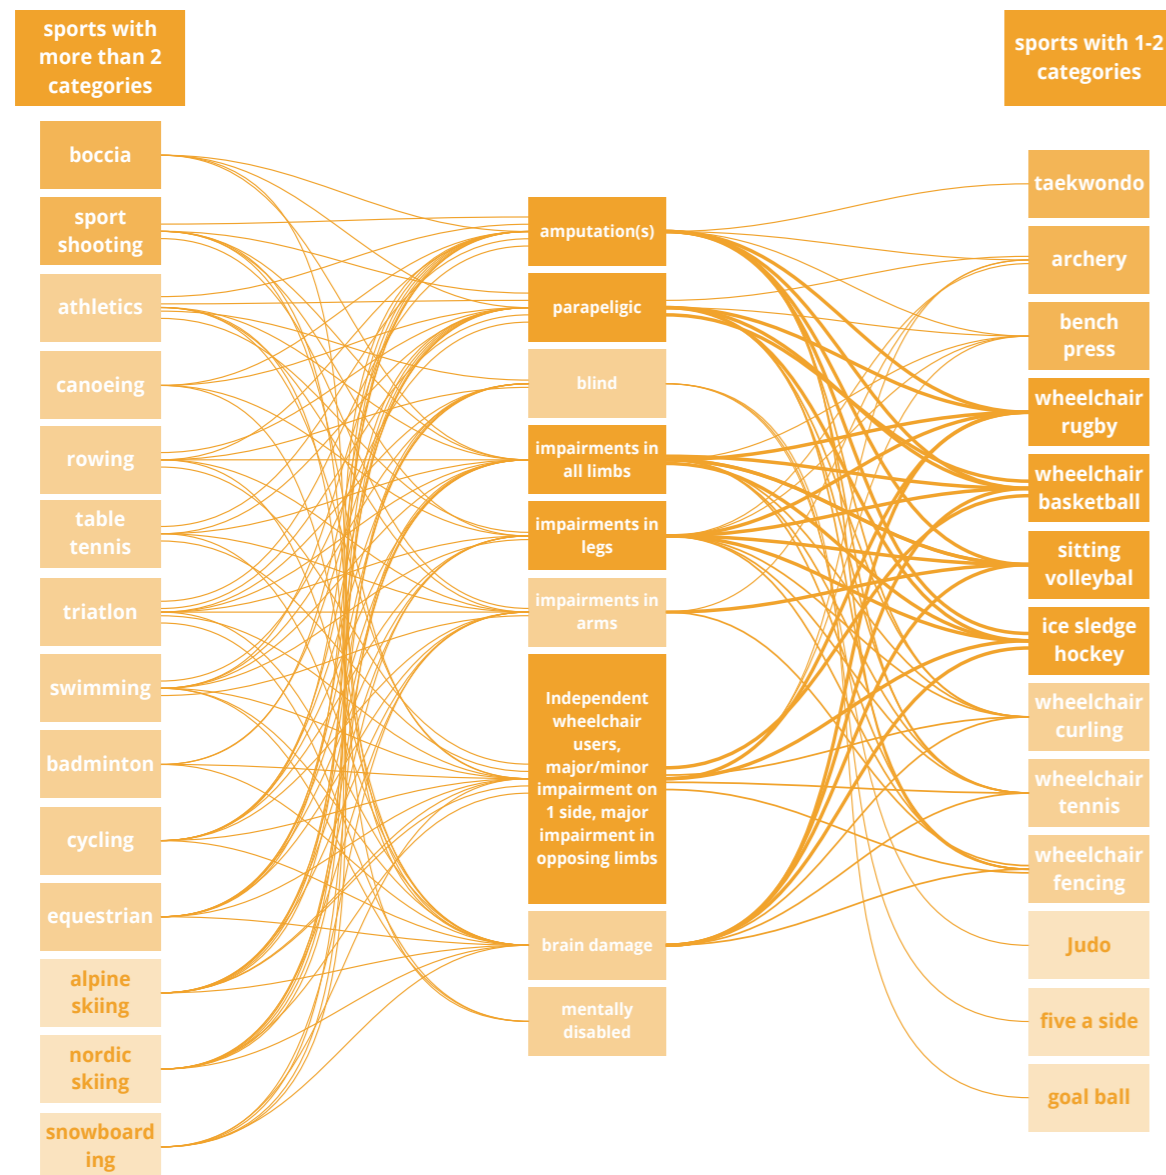 sports with
more than 2
categories
boccia
sport
shooting
athletics
canoeing
rowing
table
tennis
triatlon
swimming
badminton
cycling
equestrian
alpine
skiing
nordic
skiing
snowboard
ing
amputation(s)
parapeligic
blind
impairments in
all limbs
impairments in
legs
impairments in
arms
Independent
wheelchair
users,
major/minor
impairment on
1 side, major
impairment in
opposing limbs
brain damage
mentally
disabled
sports with 1-2
categories
taekwondo
archery
bench
press
wheelchair
rugby
wheelchair
basketball
sitting
volleybal
ice sledge
hockey
wheelchair
curling
wheelchair
tennis
wheelchair
fencing
Judo
five a side
goal ball